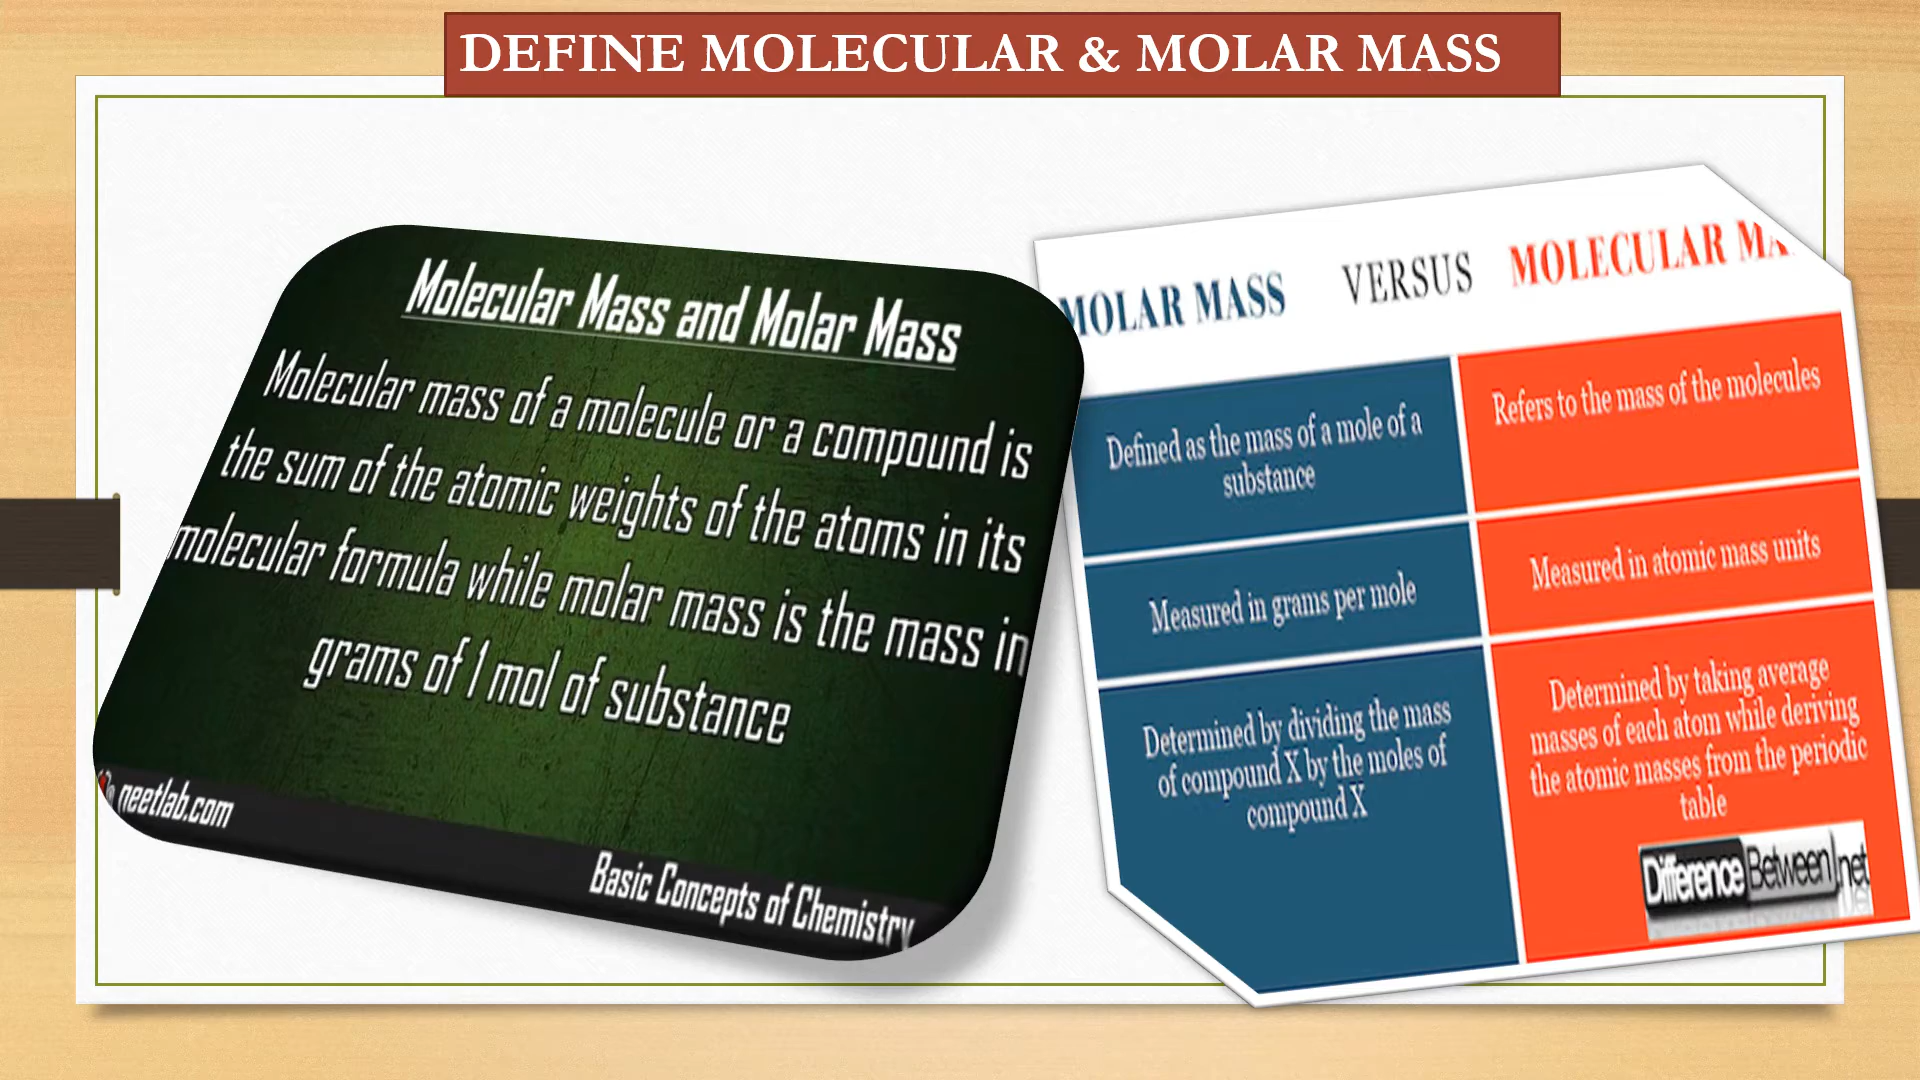 DEFINE MOLECULAR & MOLAR MASS
Molecular Mass and Molar Mass
Molecular mass of a molecule or a compound is
the sum of the atomic weights of the atoms in its
molecular formula while molar mass is the mass in
grams of 1 mol of substance
neetlab.com
Basic Concepts of Chemistry
MOLAR MASS VERSUS MOLECULAR MA
Defined as the mass of a mole of a
substance
Refers to the mass of the molecules
Measured in grams per mole
Measured in atomic mass units
Determined by dividing the mass
of compound X by the moles of
compound X
Determined by taking average
masses of each atom while deriving
the atomic masses from the periodic
table
DifferenceBetween.net